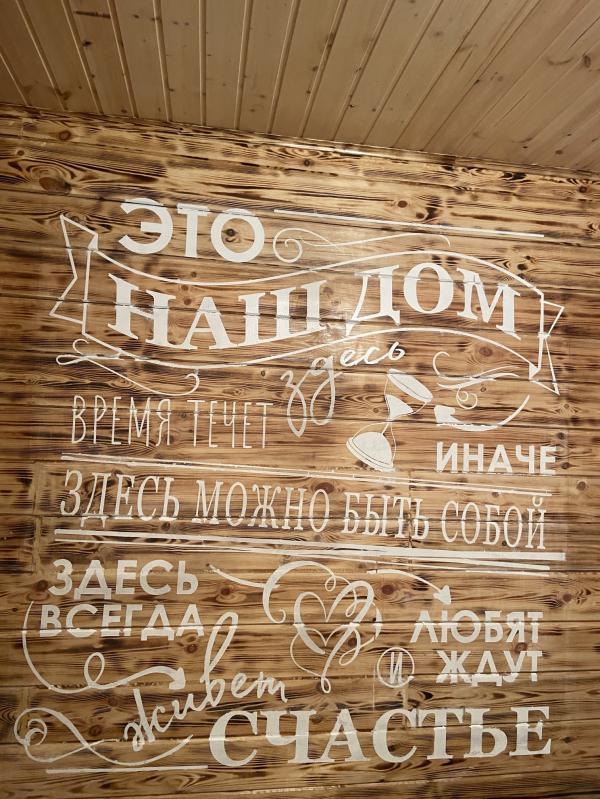 ЭТО
НАШ ДОМ
здесь
ВРЕМЯ ТЕЧЕТ
ИНАЧЕ
ЗДЕСЬ МОЖНО БЫТЬ СОБОЙ
ЗДЕСЬ
ВСЕГДА
ЛЮБЯТ
И ЖДУТ
живет
СЧАСТЬЕ